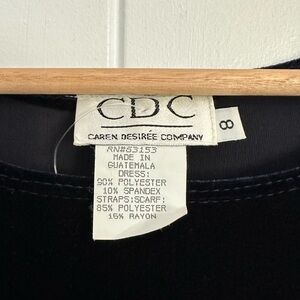 CDC
CAREN DESIREÉ COMPANY
8
RN#63153
MADE IN
GUATEMALA
DRESS:
90% POLYESTER
10% SPANDEX
STRAPS:SCARF:
85% POLYESTER
15% RAYON